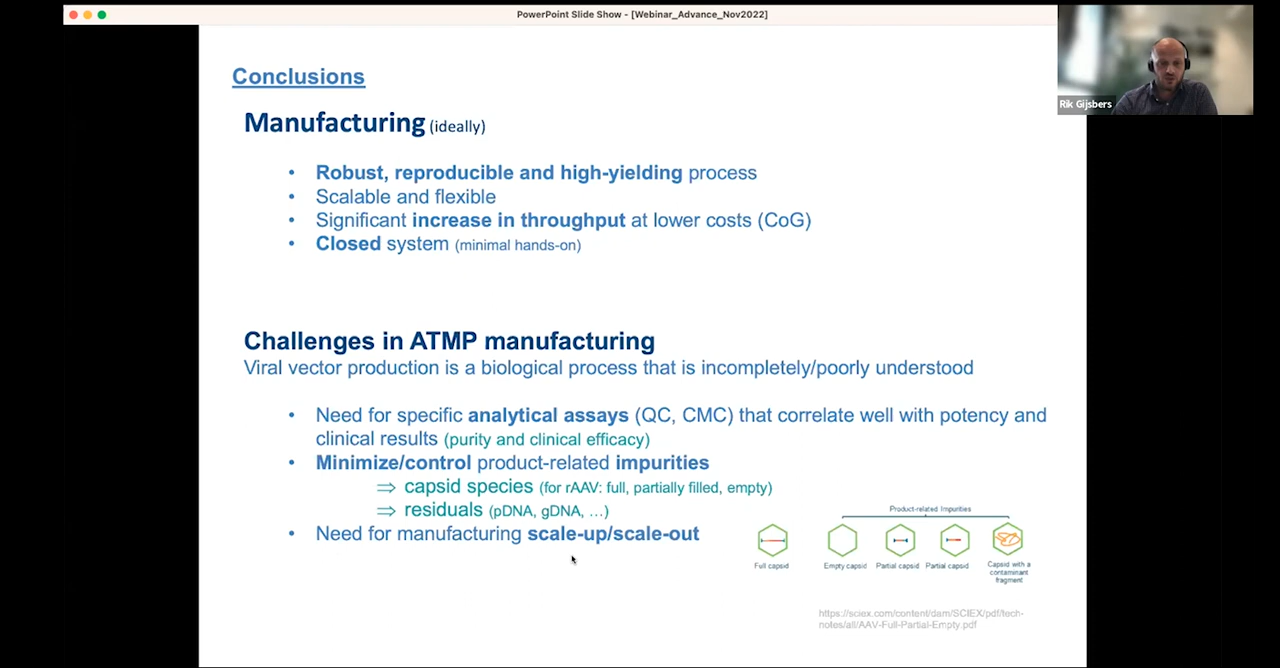 PowerPoint Slide Show - [Webinar_Advance_Nov2022]
Rik Gijsbers
Conclusions
Manufacturing (ideally)
• Robust, reproducible and high-yielding process
• Scalable and flexible
• Significant increase in throughput at lower costs (CoG)
• Closed system (minimal hands-on)
Challenges in ATMP manufacturing
Viral vector production is a biological process that is incompletely/poorly understood
• Need for specific analytical assays (QC, CMC) that correlate well with potency and
clinical results (purity and clinical efficacy)
• Minimize/control product-related impurities
⇒ capsid species (for rAAV: full, partially filled, empty)
⇒ residuals (pDNA, gDNA, …)
• Need for manufacturing scale-up/scale-out
Product-related Impurities
Full capsid
Empty capsid
Partial capsid
Partial capsid
Capsid with a
contaminant
fragment
https://sciex.com/content/dam/SCIEX/pdf/tech-
notes/all/AAV-Full-Partial-Empty.pdf